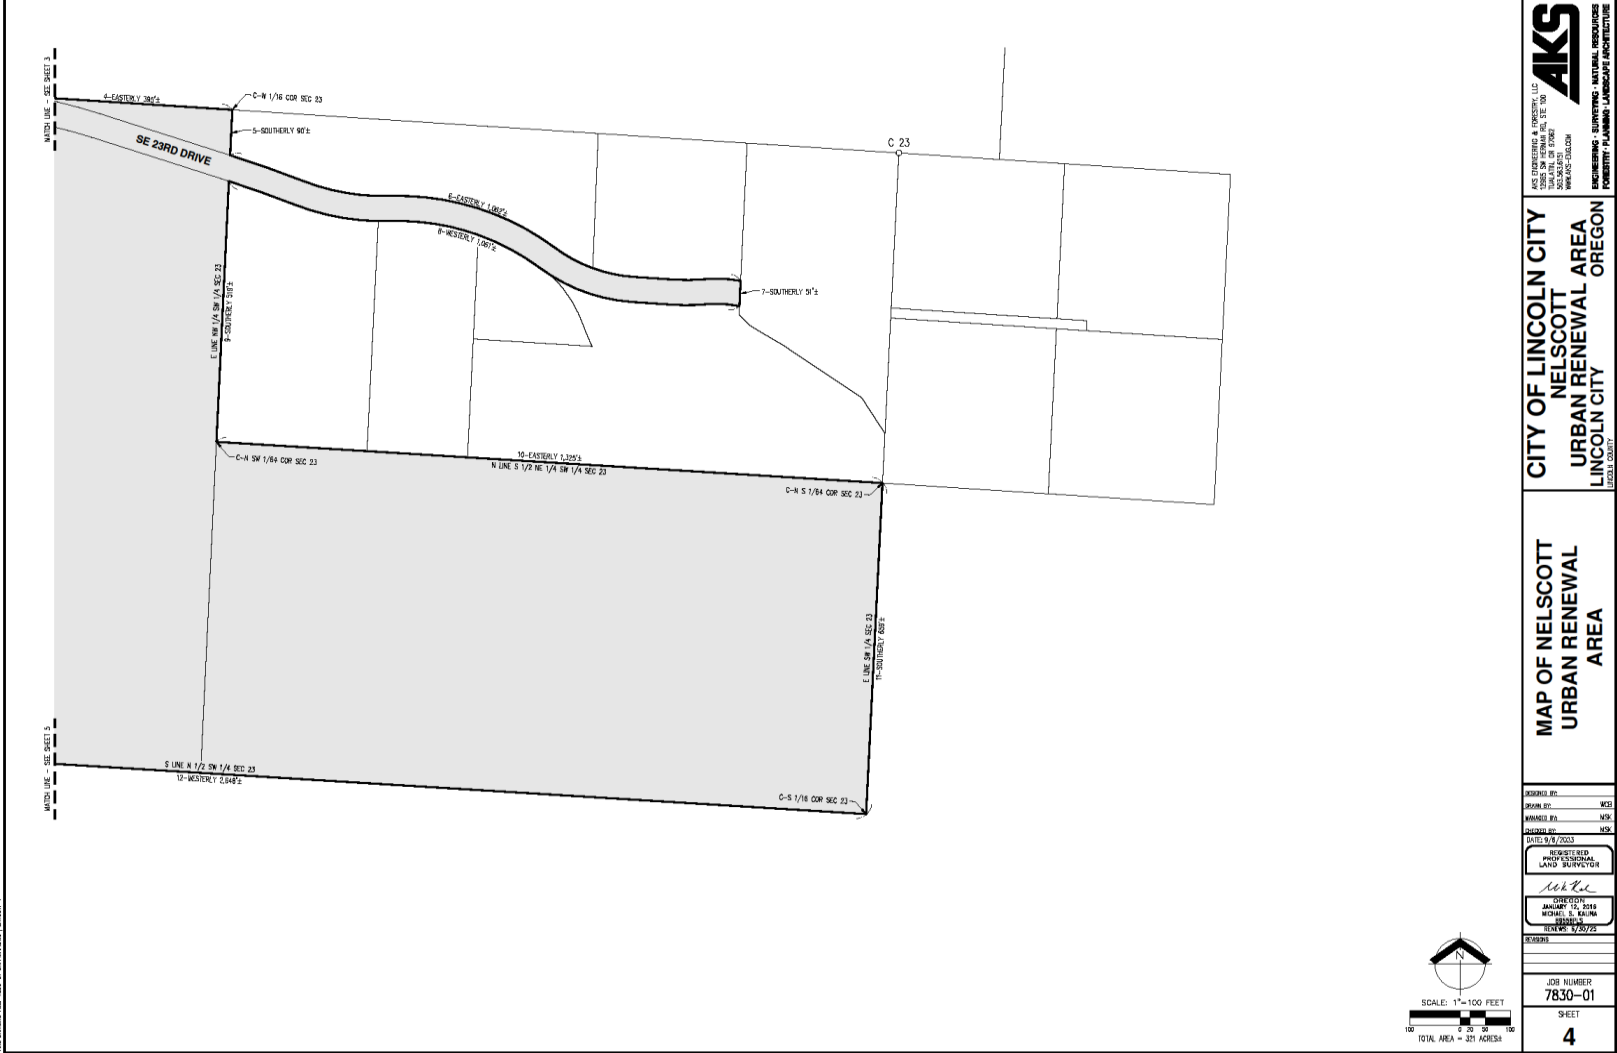 MATCH LINE - SEE SHEET 3
4-EASTERLY 395'±
C-N 1/16 COR SEC 23
5-SOUTHERLY 90'±
SE 23RD DRIVE
C 23
6-EASTERLY 1,062'±
8-WESTERLY 1,061'±
7-SOUTHERLY 51'±
E LINE NW 1/4 SW 1/4 SEC 23
9-SOUTHERLY 510'±
C-N SW 1/64 COR SEC 23
10-EASTERLY 1,325'±
N LINE S 1/2 NE 1/4 SW 1/4 SEC 23
C-N S 1/64 COR SEC 23
E LINE SW 1/4 SEC 23
11-SOUTHERLY
MATCH LINE - SEE SHEET
S LINE N 1/2 SW 1/4 SEC 23
12-WESTERLY 2,648'±
C-S 1/16 COR SEC 23
N
SCALE: 1"=100 FEET
100 0 20 50 100
TOTAL AREA = 321 ACRES±
AKS
AKS ENGINEERING & FORESTRY, LLC
12965 SW HERMAN RD, STE 100
TUALATIN, OR 97062
503.563.6151
WWW.AKS-ENG.COM
ENGINEERING · SURVEYING · NATURAL RESOURCES
FORESTRY · PLANNING · LANDSCAPE ARCHITECTURE
CITY OF LINCOLN CITY
NELSCOTT
URBAN RENEWAL AREA
LINCOLN CITY OREGON
LINCOLN COUNTY
MAP OF NELSCOTT
URBAN RENEWAL
AREA
DESIGNED BY:
DRAWN BY: WCB
MANAGED BY: MSK
CHECKED BY: MSK
DATE: 9/6/2023
REGISTERED
PROFESSIONAL
LAND SURVEYOR
OREGON
JANUARY 12, 2016
MICHAEL S. KALINA
89558PLS
RENEWS: 6/30/25
REVISIONS
JOB NUMBER
7830-01
SHEET
4